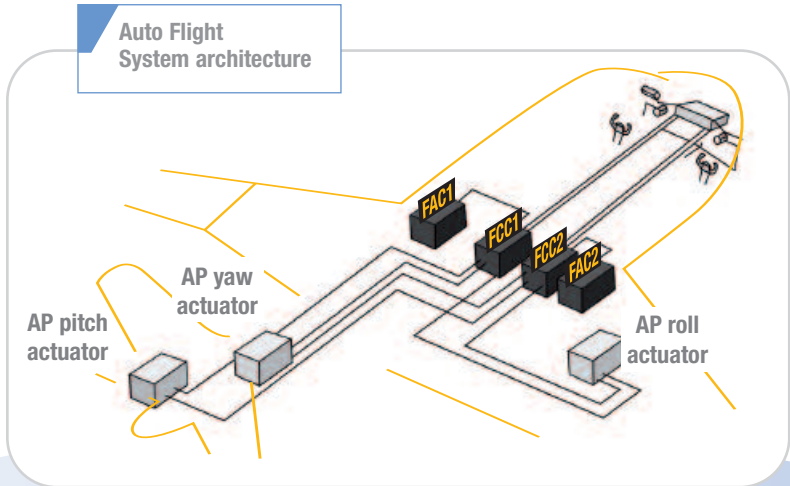 Auto Flight
System architecture
FAC1
FCC1
FCC2
FAC2
AP yaw
actuator
AP pitch
actuator
AP roll
actuator